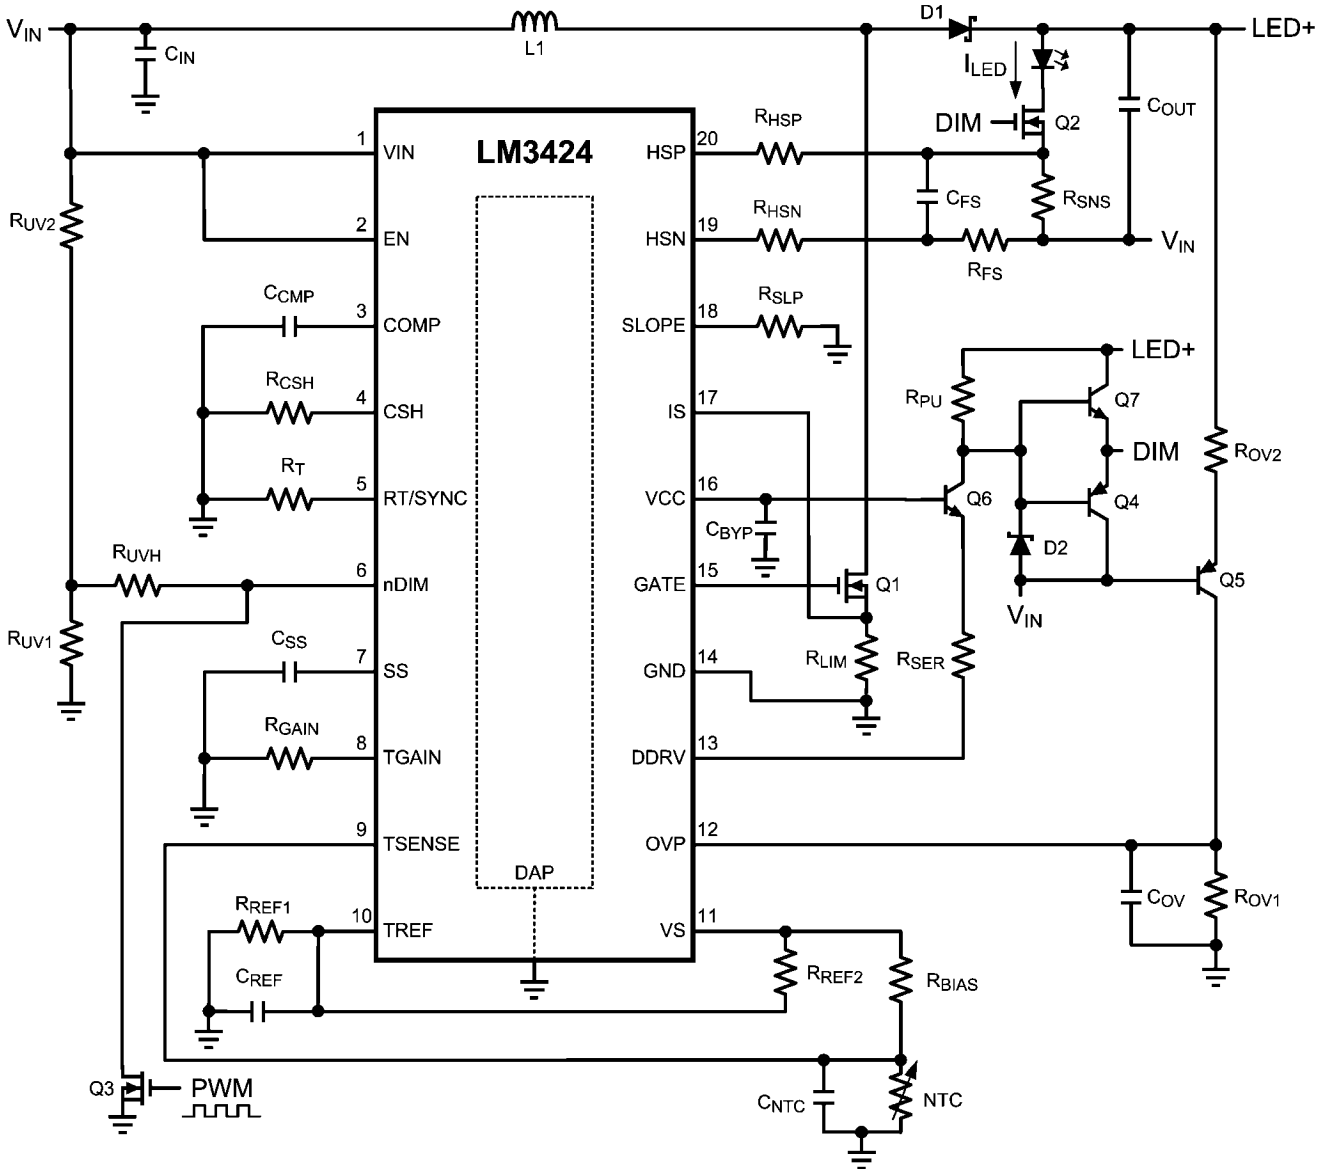 VIN
CIN
L1
D1
LED+
ILED
DIM
Q2
COUT
LM3424
1
VIN
HSP
20
RHSP
CFS
RSNS
RUV2
2
EN
HSN
19
RHSN
RFS
VIN
CCMP
3
COMP
SLOPE
18
RSLP
LED+
RCSH
4
CSH
IS
17
RPU
Q7
RT
5
RT/SYNC
VCC
16
CBYP
Q6
DIM
Q4
ROV2
RUVH
6
nDIM
GATE
15
Q1
D2
VIN
Q5
RUV1
CSS
7
SS
GND
14
RLIM
RSER
RGAIN
8
TGAIN
DDRV
13
9
TSENSE
OVP
12
DAP
COV
ROV1
RREF1
10
TREF
VS
11
CREF
RREF2
RBIAS
Q3
PWM
CNTC
NTC